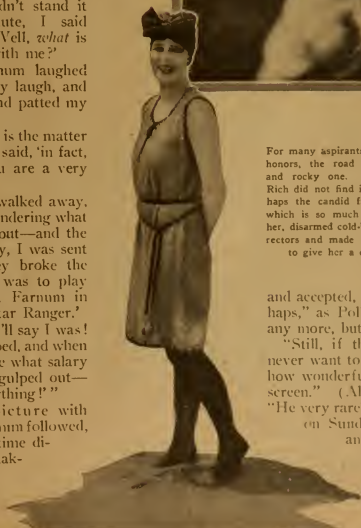 dn't stand it
ute, I said
'Vell, what is
ith me?'
num laughed
y laugh, and
nd patted my
is the matter
said, 'in fact,
u are a very
walked away.
ndering what
out—and the
y, I was sent
ey broke the
was to play
Farnum in
ar Ranger.'
'll say I was!
ped, and when
e what salary
gulped out—
thing!' "
icture with
num followed,
ime di-
ak-
For many aspirants
honors, the road
and rocky one.
Rich did not find i
haps the candid f
which is so much
her, disarmed cold-
rectors and made
to give her a
and accepted,
haps," as Pol
any more, but
"Still, if th
never want to
how wonderfu
screen." (Al
"He very rare
on Sund
an